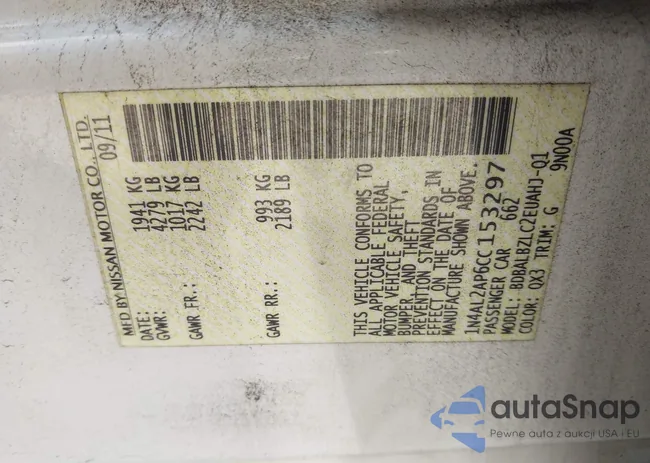 MFD BY NISSAN MOTOR CO., LTD.
DATE: 09/11
GVWR: 1941 KG
4279 LB
GAWR FR.: 1017 KG
2242 LB
GAWR RR.: 993 KG
2189 LB
THIS VEHICLE CONFORMS TO
ALL APPLICABLE FEDERAL
MOTOR VEHICLE SAFETY,
BUMPER, AND THEFT
PREVENTION STANDARDS IN
EFFECT ON THE DATE OF
MANUFACTURE SHOWN ABOVE.
1N4AL2AP6CC153297
PASSENGER CAR 662
MODEL: BDBALBZLC2EUAHJ-Q1
COLOR: QX3 TRIM: G 9N00A
autaSnap
Pewne auta z aukcji USA i EU